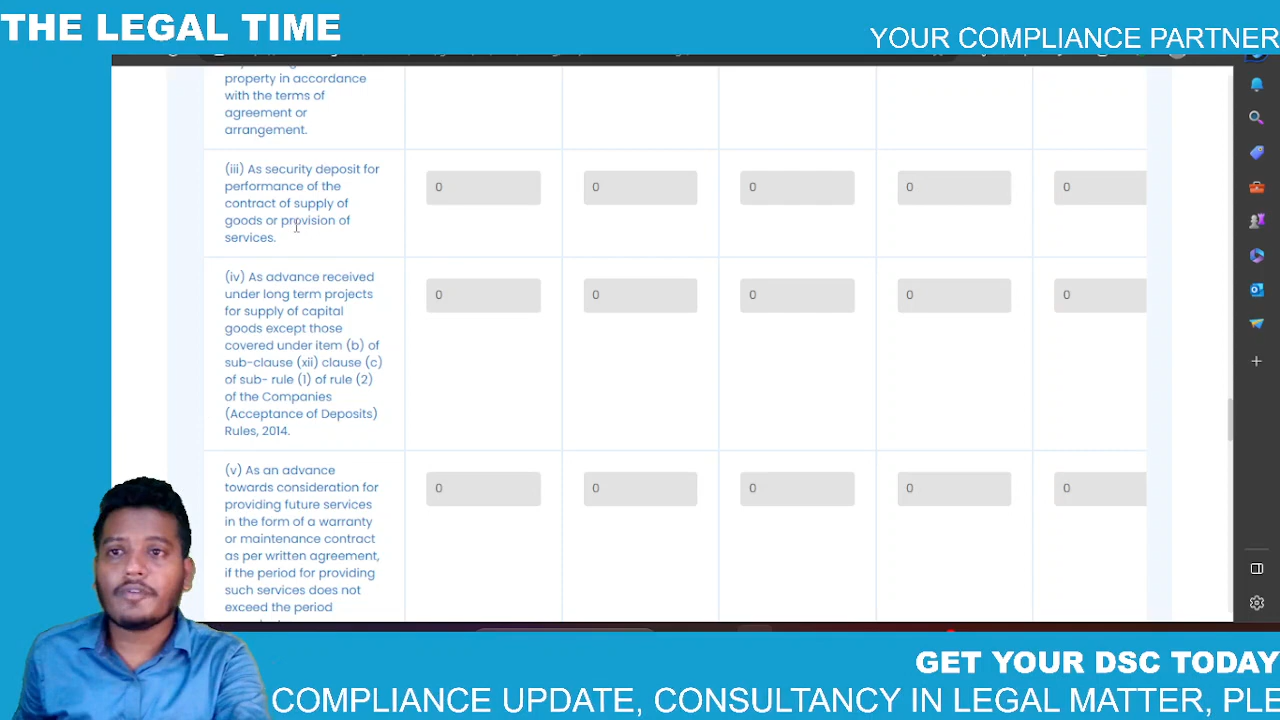 THE LEGAL TIME
YOUR COMPLIANCE PARTNER
property in accordance
with the terms of
agreement or
arrangement.
(iii) As security deposit for
performance of the
contract of supply of
goods or provision of
services.
0 0 0 0 0
(iv) As advance received
under long term projects
for supply of capital
goods except those
covered under item (b) of
sub-clause (xii) clause (c)
of sub- rule (1) of rule (2)
of the Companies
(Acceptance of Deposits)
Rules, 2014.
0 0 0 0 0
(v) As an advance
towards consideration for
providing future services
in the form of a warranty
or maintenance contract
as per written agreement,
if the period for providing
such services does not
exceed the period
0 0 0 0 0
GET YOUR DSC TODAY
COMPLIANCE UPDATE, CONSULTANCY IN LEGAL MATTER, PLE